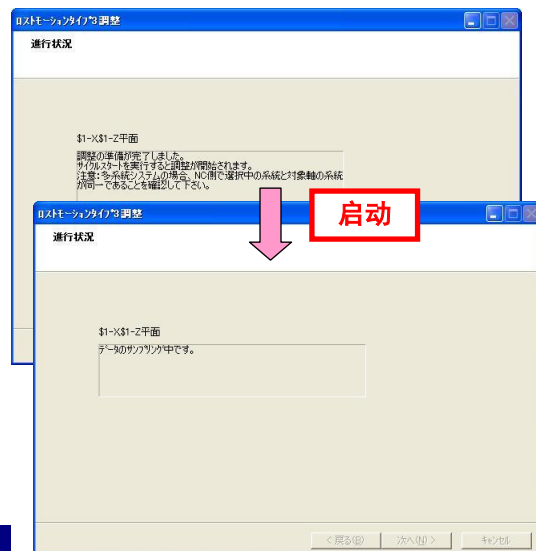 ロストモーションタイプ3調整
進行状況
$1-X$1-Z平面
調整の準備が完了しました。
サイクルスタートを実行すると調整が開始されます。
注意：多系統システムの場合、NC側で選択中の系統と対象軸の系統
が同一であることを確認して下さい。
启动
ロストモーションタイプ3調整
進行状況
$1-X$1-Z平面
データのサンプリング中です。
< 戻る(B)
次へ(N) >
キャンセル